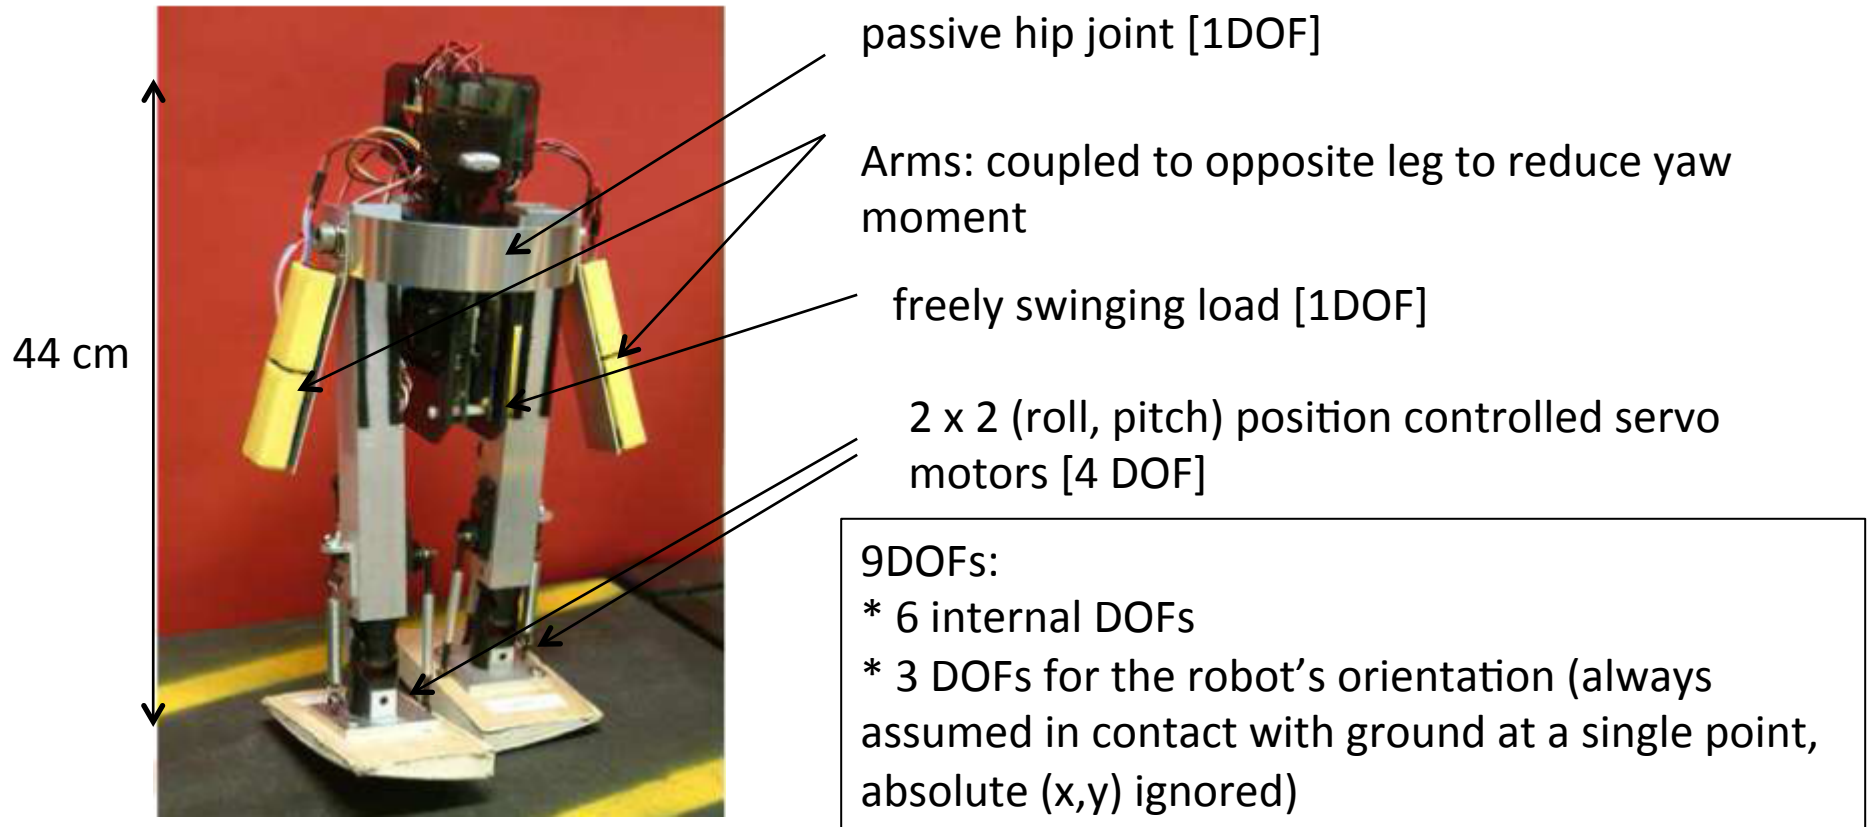 passive hip joint [1DOF]
Arms: coupled to opposite leg to reduce yaw
moment
freely swinging load [1DOF]
44 cm
2 x 2 (roll, pitch) position controlled servo
motors [4 DOF]
9DOFs:
* 6 internal DOFs
* 3 DOFs for the robot’s orientation (always
assumed in contact with ground at a single point,
absolute (x,y) ignored)